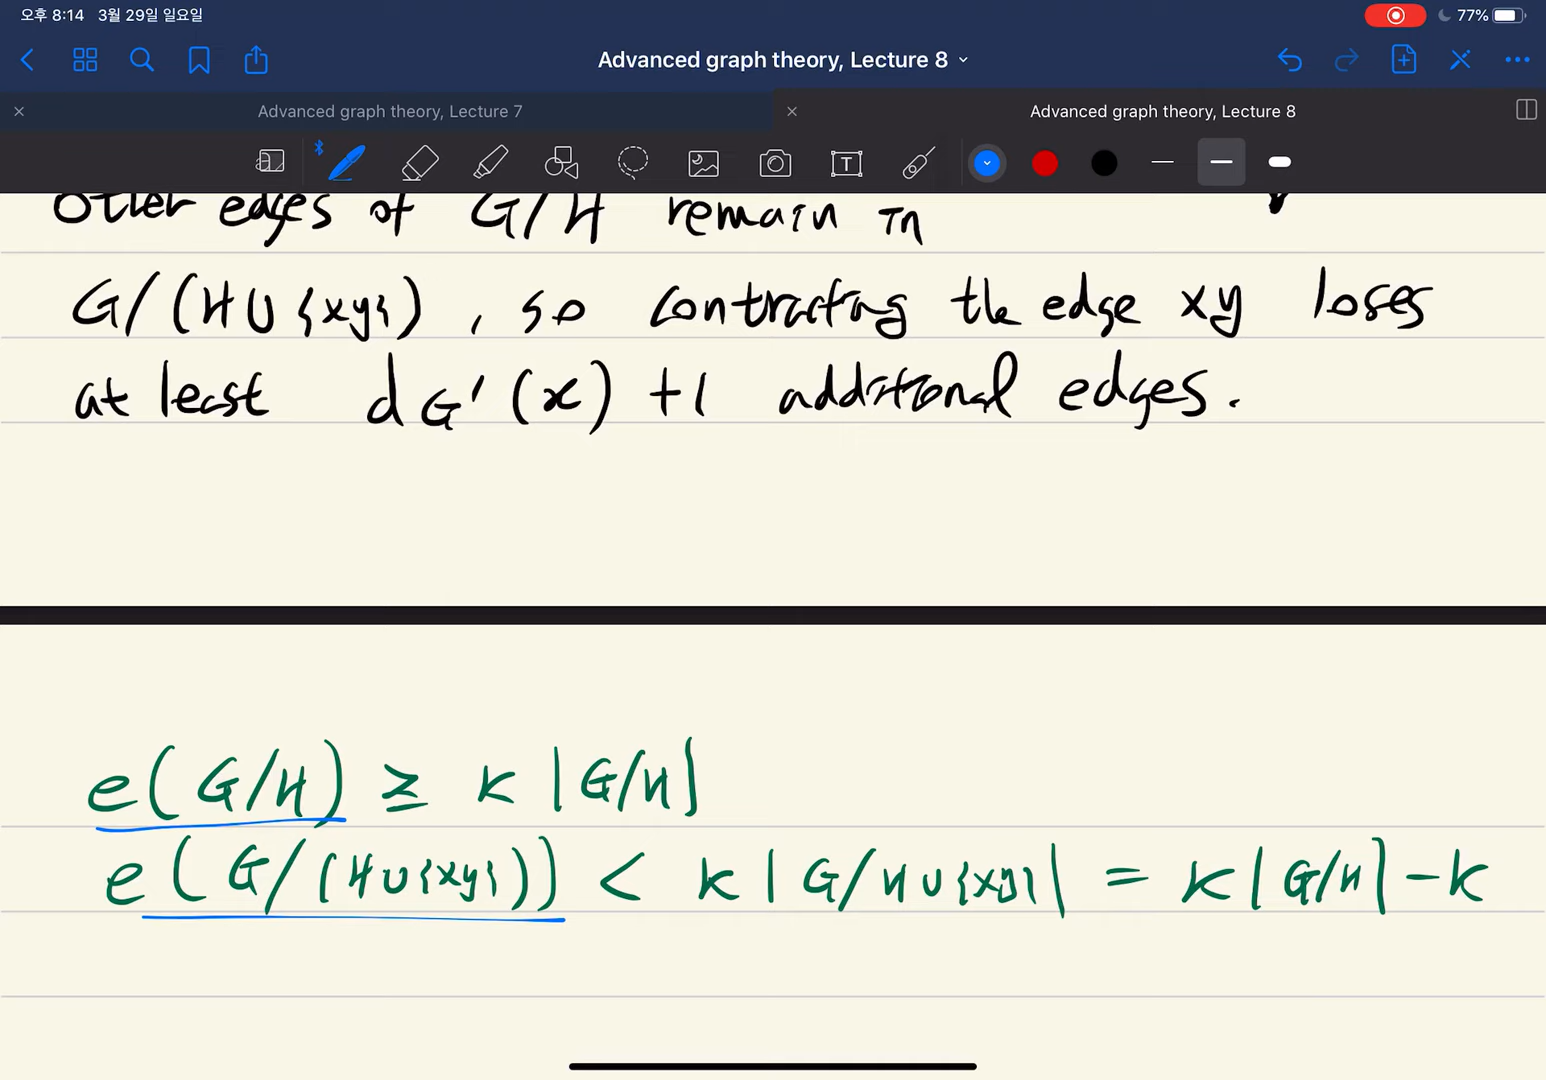 오후 8:14 3월 29일 일요일
77%
Advanced graph theory, Lecture 8
Advanced graph theory, Lecture 7
Advanced graph theory, Lecture 8
T
Other edges of G/H remain in
G/(H∪{xy}), so contracting the edge xy loses
at least d_{G'}(x)+1 additional edges.
e(G/H) ≥ k|G/H|
e(G/(H∪{xy})) < k|G/H∪{xy}| = k|G/H|-k